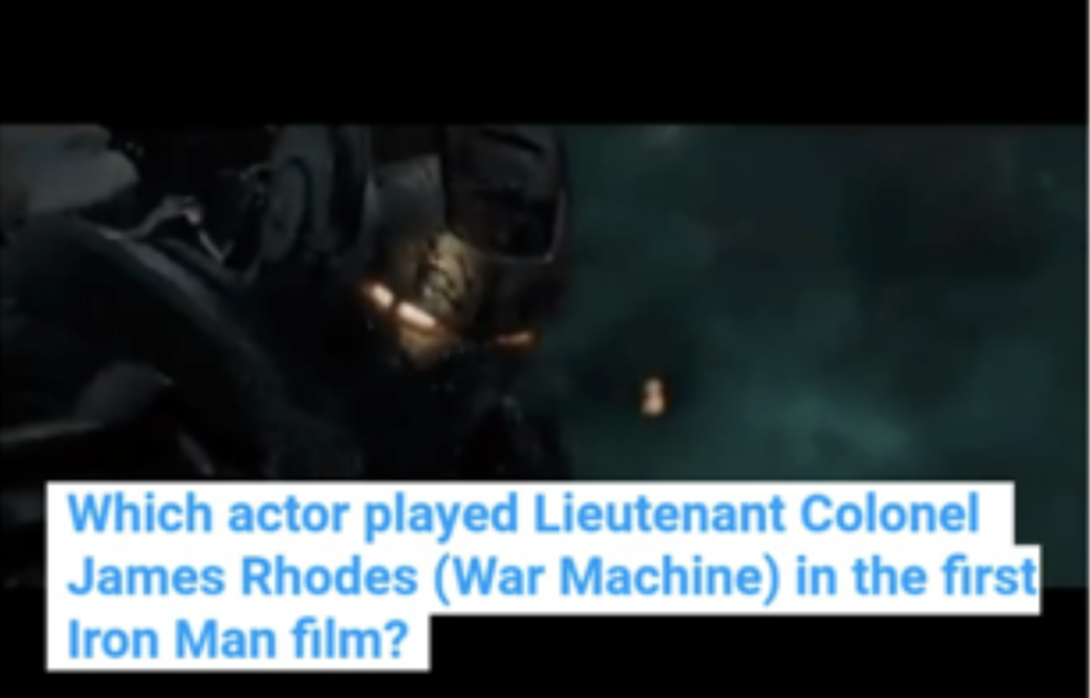 Which actor played Lieutenant Colonel
James Rhodes (War Machine) in the first
Iron Man film?